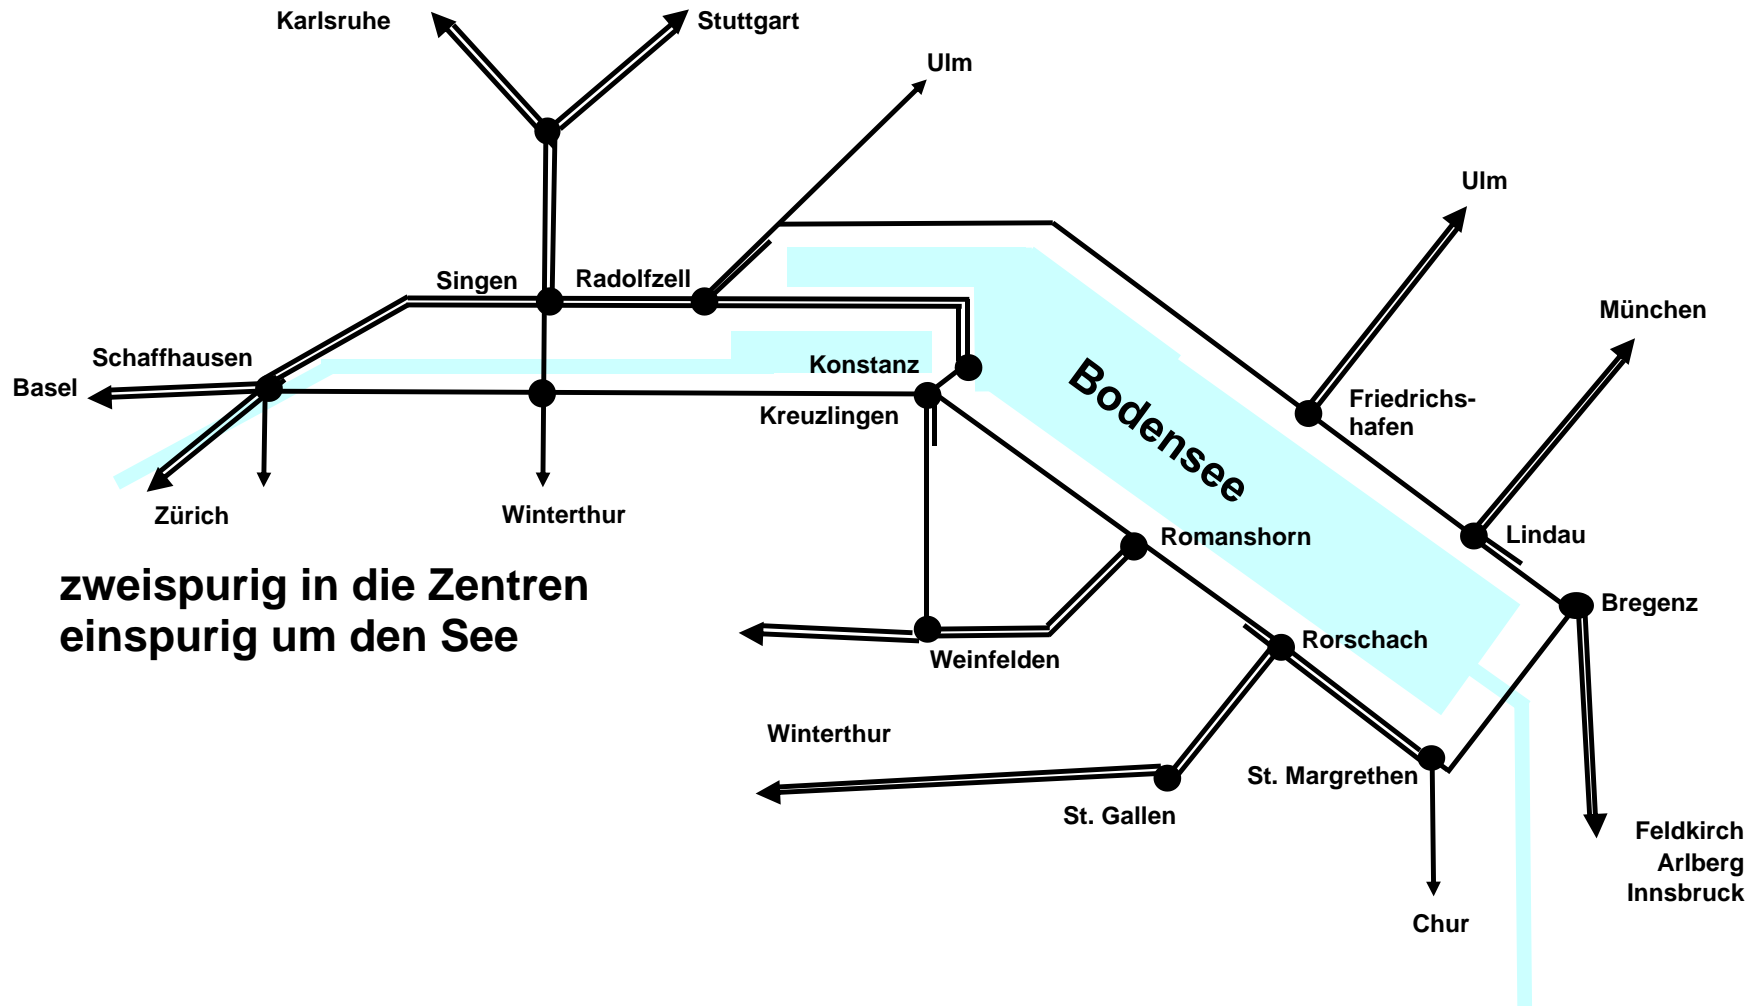 Karlsruhe
Stuttgart
Ulm
Ulm
Singen
Radolfzell
München
Schaffhausen
Basel
Konstanz
Kreuzlingen
Bodensee
Friedrichs-
hafen
Zürich
Winterthur
Romanshorn
Lindau
zweispurig in die Zentren
einspurig um den See
Bregenz
Weinfelden
Rorschach
Winterthur
St. Margrethen
St. Gallen
Feldkirch
Arlberg
Innsbruck
Chur